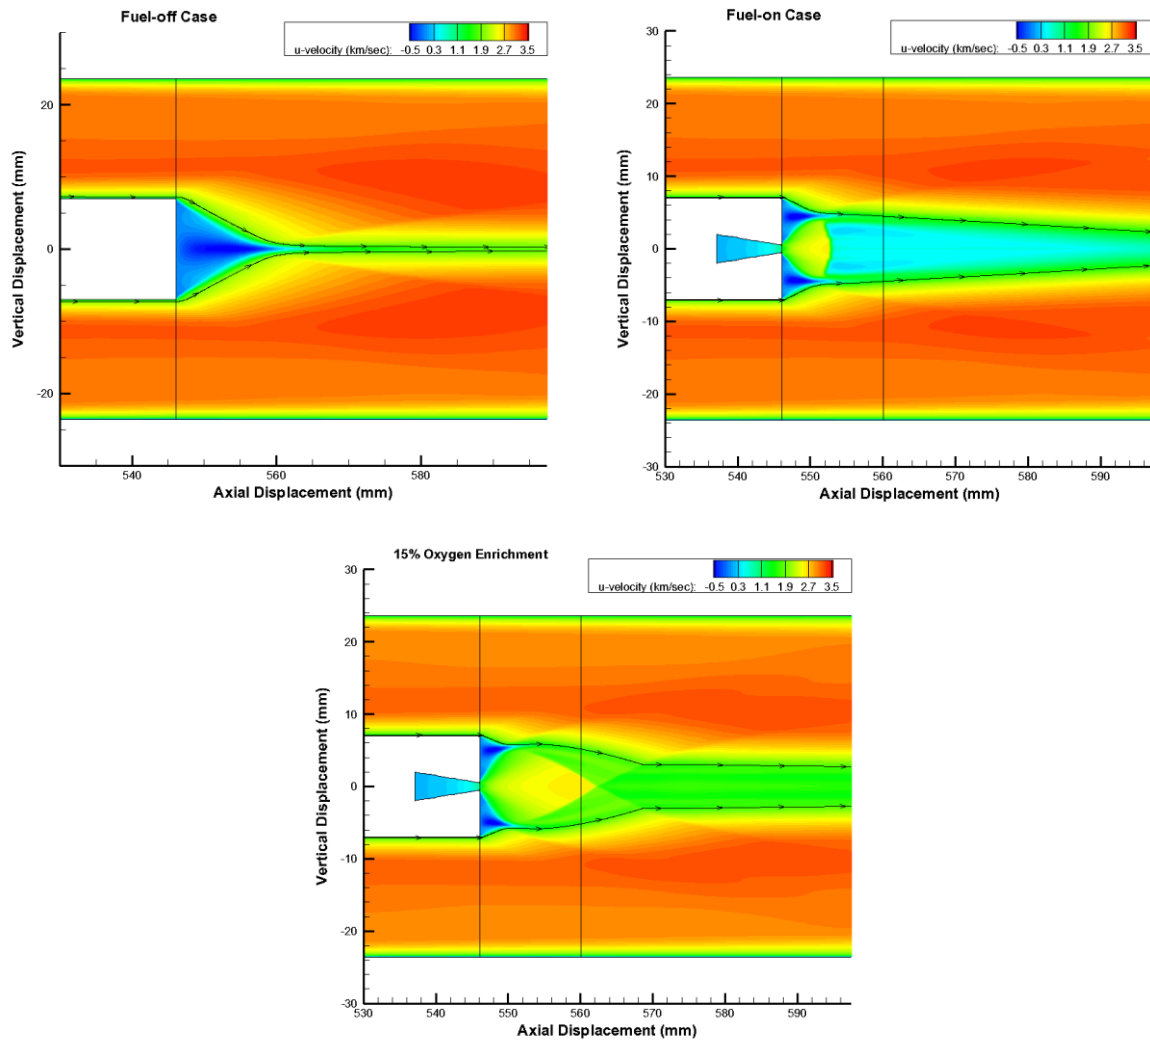 Fuel-off Case
u-velocity (km/sec): -0.5 0.3 1.1 1.9 2.7 3.5
20
0
-20
Vertical Displacement (mm)
540 560 580
Axial Displacement (mm)
Fuel-on Case
u-velocity (km/sec): -0.5 0.3 1.1 1.9 2.7 3.5
30
20
10
0
-10
-20
-30
Vertical Displacement (mm)
530 540 550 560 570 580 590
Axial Displacement (mm)
15% Oxygen Enrichment
u-velocity (km/sec): -0.5 0.3 1.1 1.9 2.7 3.5
30
20
10
0
-10
-20
-30
Vertical Displacement (mm)
530 540 550 560 570 580 590
Axial Displacement (mm)